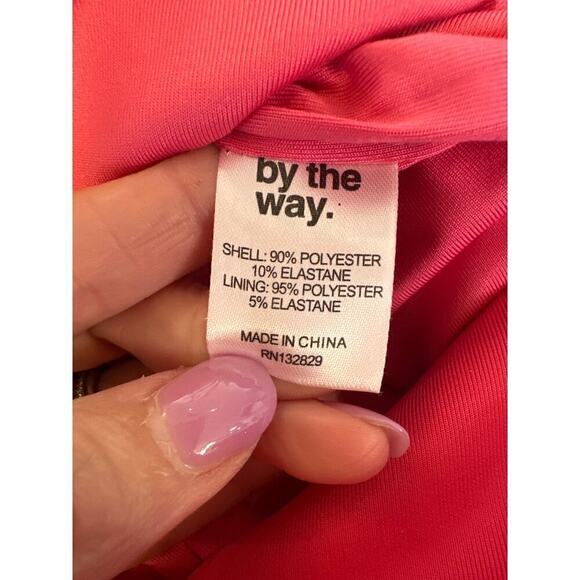 by the
way.
SHELL: 90% POLYESTER
10% ELASTANE
LINING: 95% POLYESTER
5% ELASTANE
MADE IN CHINA
RN132829